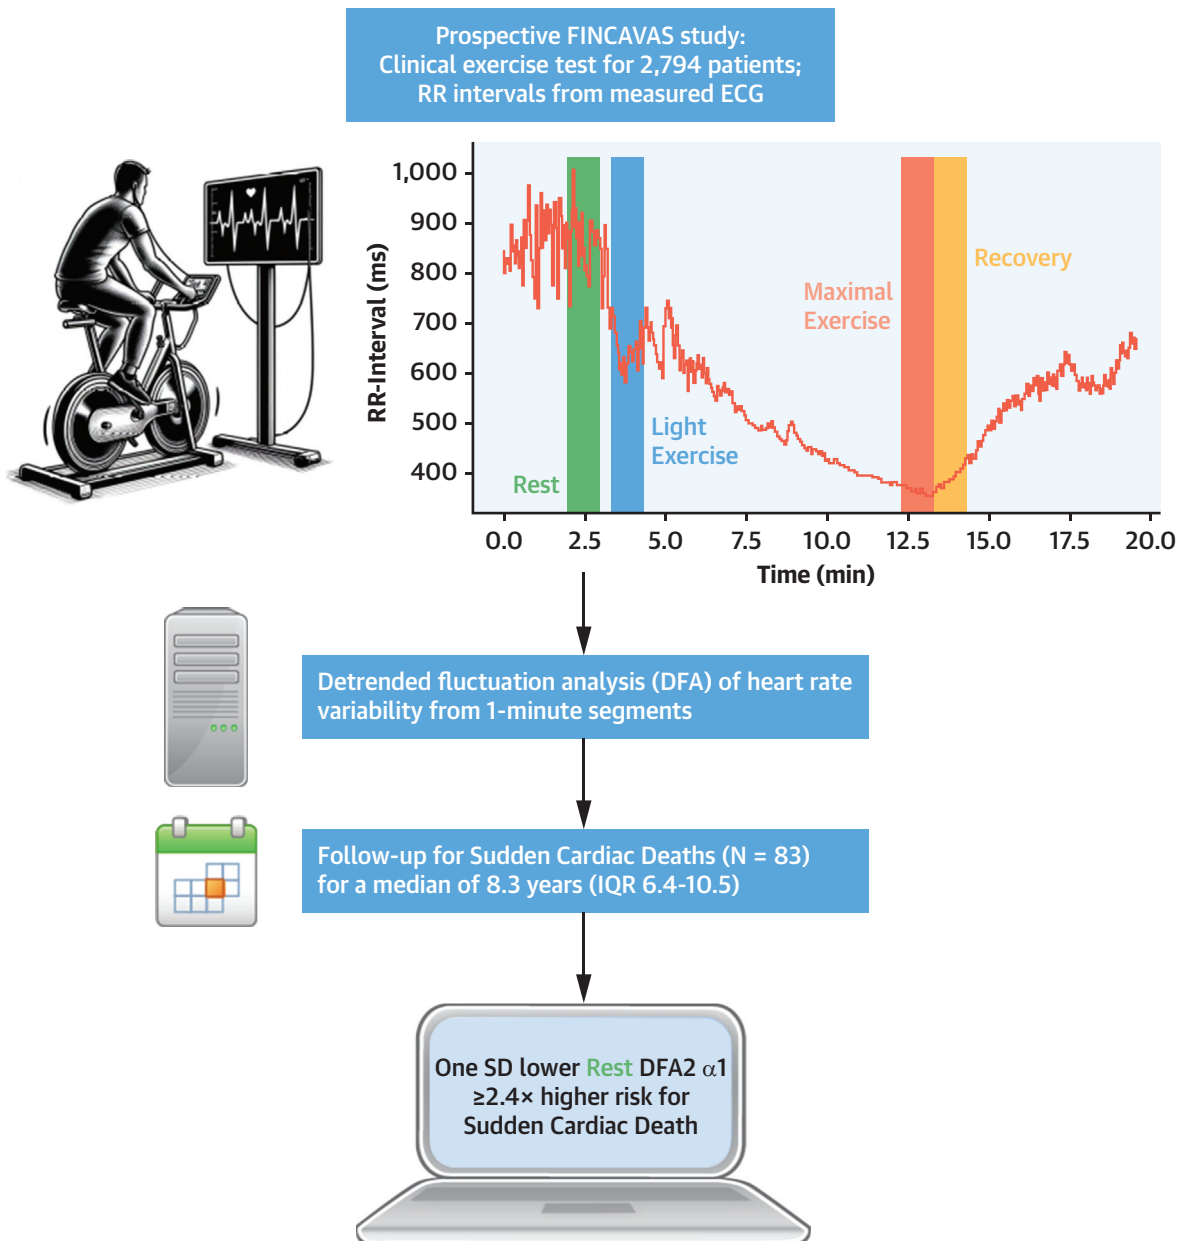 Prospective FINCAVAS study:
Clinical exercise test for 2,794 patients;
RR intervals from measured ECG
RR-Interval (ms)
1,000
900
800
700
600
500
400
Rest
Light
Exercise
Maximal
Exercise
Recovery
0.0 2.5 5.0 7.5 10.0 12.5 15.0 17.5 20.0
Time (min)
Detrended fluctuation analysis (DFA) of heart rate
variability from 1-minute segments
Follow-up for Sudden Cardiac Deaths (N = 83)
for a median of 8.3 years (IQR 6.4-10.5)
One SD lower Rest DFA2 α1
≥2.4× higher risk for
Sudden Cardiac Death